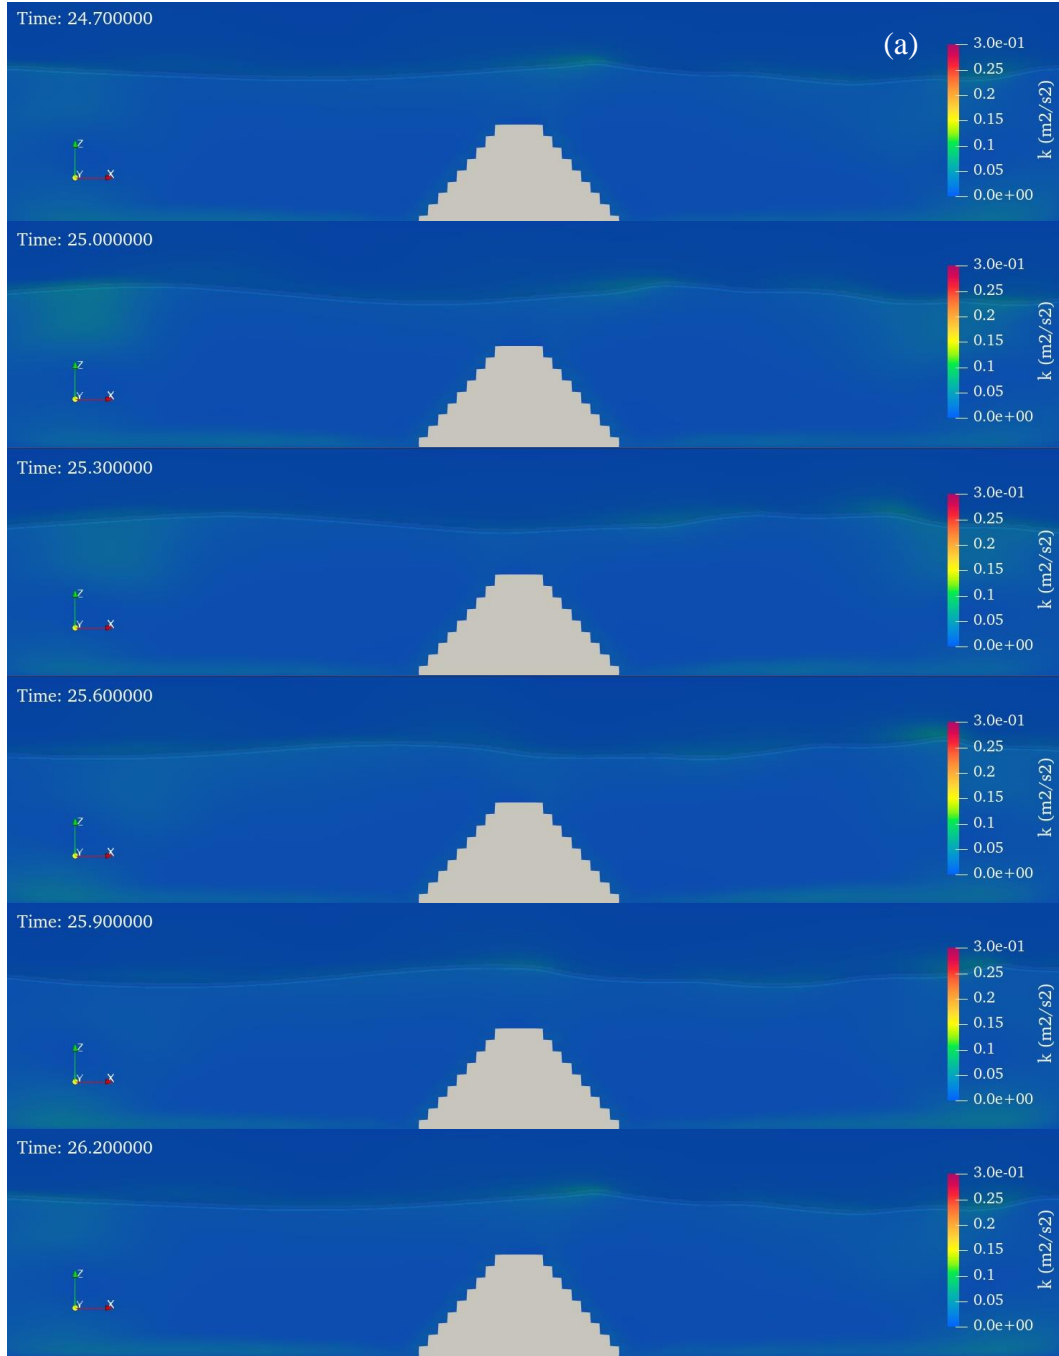 Time: 24.700000
(a)
3.0e-01
0.25
0.2
0.15
0.1
0.05
0.0e+00
k (m2/s2)
Z
Y
X
Time: 25.000000
3.0e-01
0.25
0.2
0.15
0.1
0.05
0.0e+00
k (m2/s2)
Z
Y
X
Time: 25.300000
3.0e-01
0.25
0.2
0.15
0.1
0.05
0.0e+00
k (m2/s2)
Z
Y
X
Time: 25.600000
3.0e-01
0.25
0.2
0.15
0.1
0.05
0.0e+00
k (m2/s2)
Z
Y
X
Time: 25.900000
3.0e-01
0.25
0.2
0.15
0.1
0.05
0.0e+00
k (m2/s2)
Z
Y
X
Time: 26.200000
3.0e-01
0.25
0.2
0.15
0.1
0.05
0.0e+00
k (m2/s2)
Z
Y
X